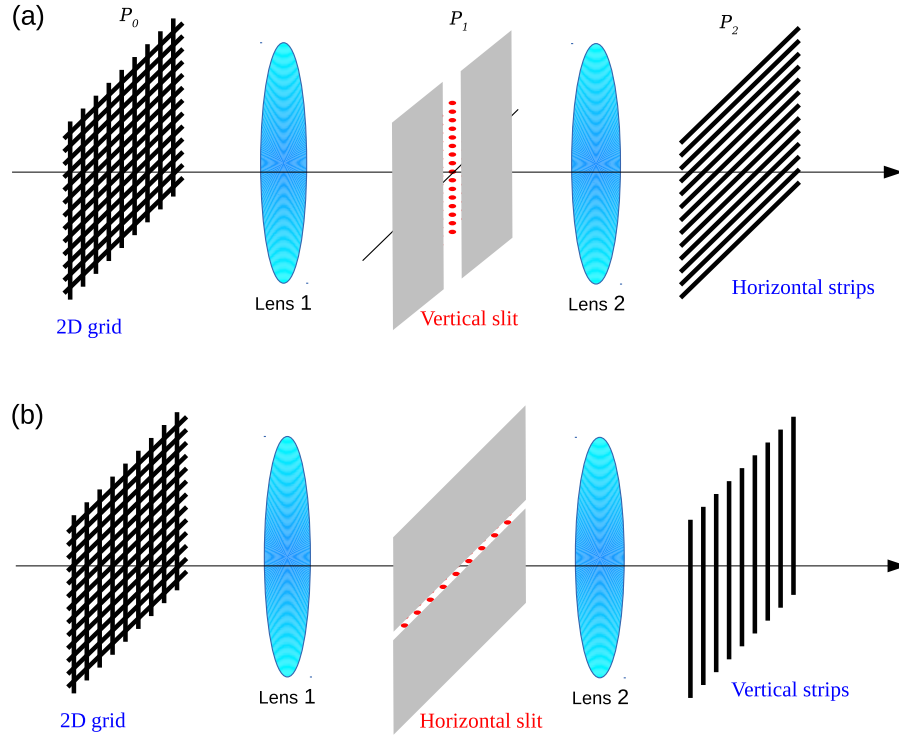 (a)
P0
P1
P2
Lens 1
Lens 2
Horizontal strips
Vertical slit
2D grid
(b)
Lens 1
Lens 2
Vertical strips
2D grid
Horizontal slit